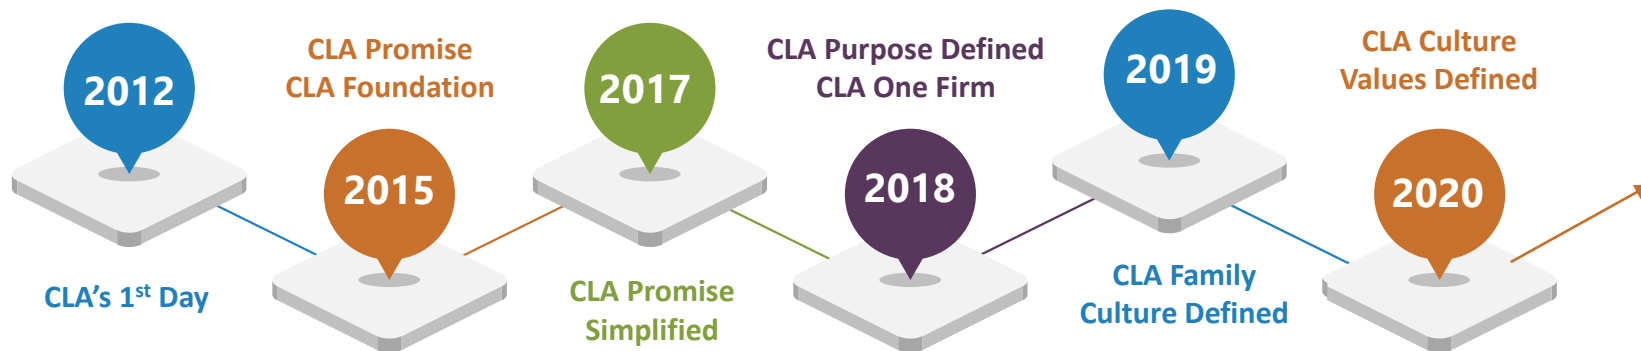 2012
CLA's 1st Day
CLA Promise
CLA Foundation
2015
2017
CLA Promise
Simplified
CLA Purpose Defined
CLA One Firm
2018
2019
CLA Family
Culture Defined
CLA Culture
Values Defined
2020